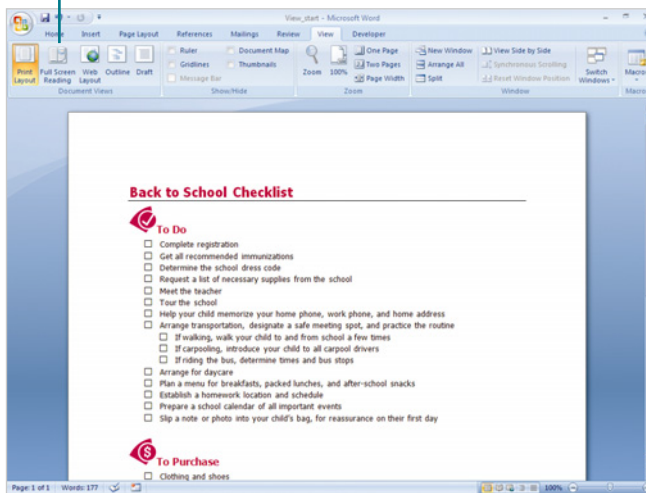 View_start - Microsoft Word
Home Insert Page Layout References Mailings Review View Developer
Print Layout
Full Screen Reading
Web Layout
Outline
Draft
Document Views
Ruler
Gridlines
Message Bar
Document Map
Thumbnails
Show/Hide
Zoom
100%
One Page
Two Pages
Page Width
Zoom
New Window
Arrange All
Split
View Side by Side
Synchronous Scrolling
Reset Window Position
Switch Windows
Window
Macros
Macros
Back to School Checklist
To Do
Complete registration
Get all recommended immunizations
Determine the school dress code
Request a list of necessary supplies from the school
Meet the teacher
Tour the school
Help your child memorize your home phone, work phone, and home address
Arrange transportation, designate a safe meeting spot, and practice the routine
If walking, walk your child to and from school a few times
If carpooling, introduce your child to all carpool drivers
If riding the bus, determine times and bus stops
Arrange for daycare
Plan a menu for breakfasts, packed lunches, and after-school snacks
Establish a homework location and schedule
Prepare a school calendar of all important events
Slip a note or photo into your child's bag, for reassurance on their first day
$
To Purchase
Clothing and shoes
Page: 1 of 1 Words: 177 100%